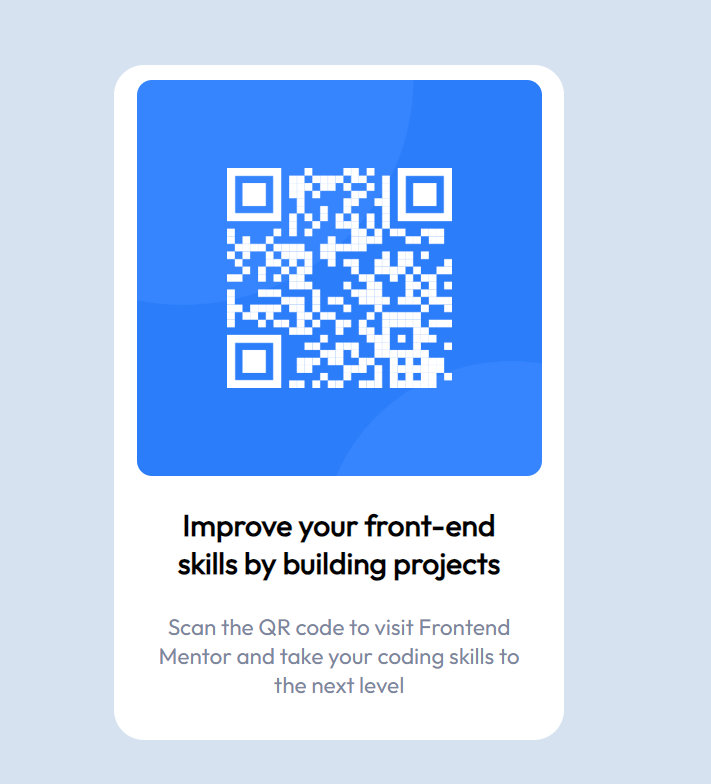 Improve your front-end
skills by building projects
Scan the QR code to visit Frontend
Mentor and take your coding skills to
the next level